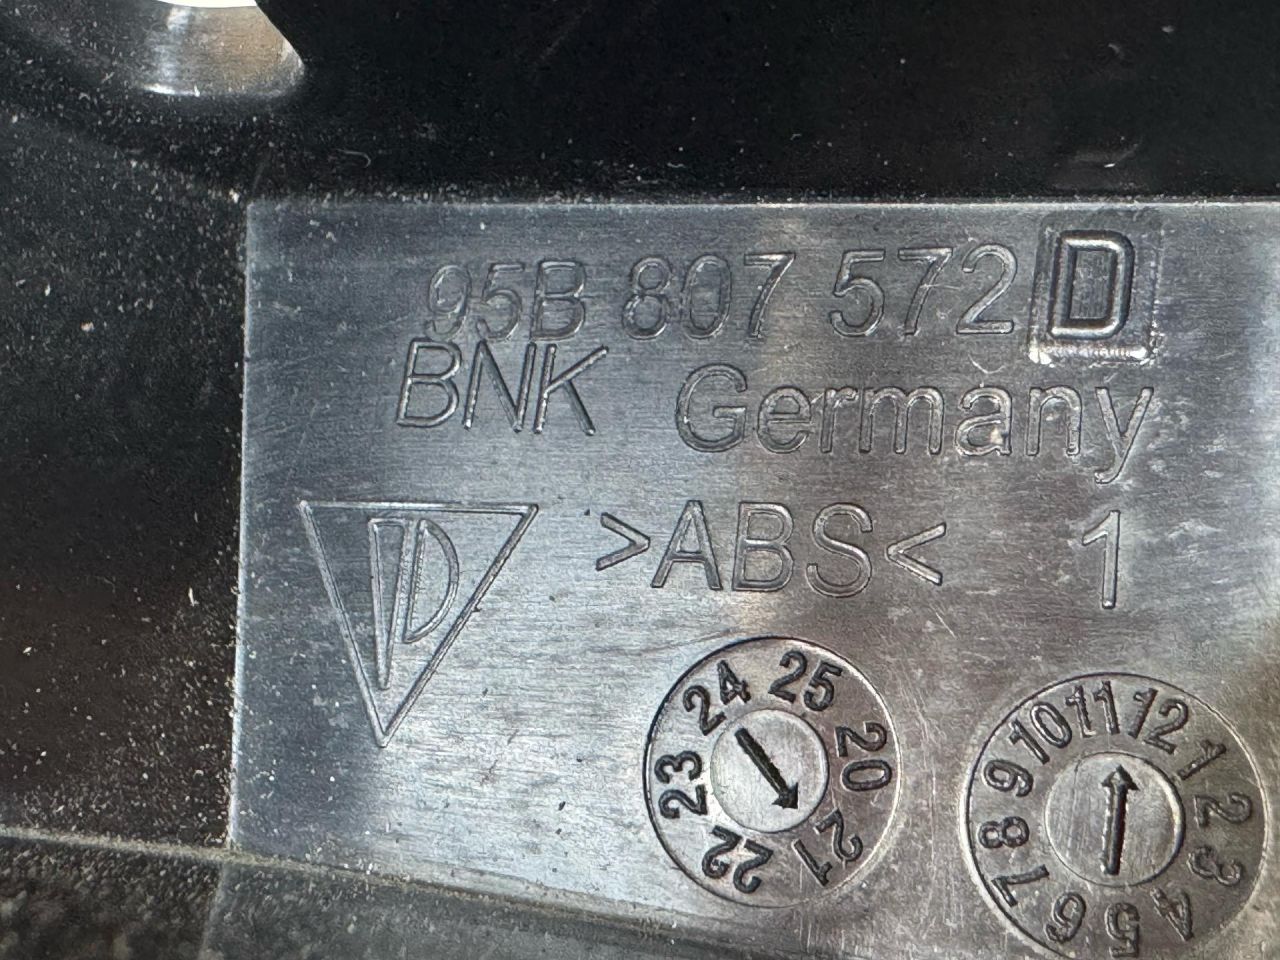 95B 807 572 D
BNK Germany
>ABS< 1
20 21 22 23 24 25
1 2 3 4 5 6 7 8 9 10 11 12